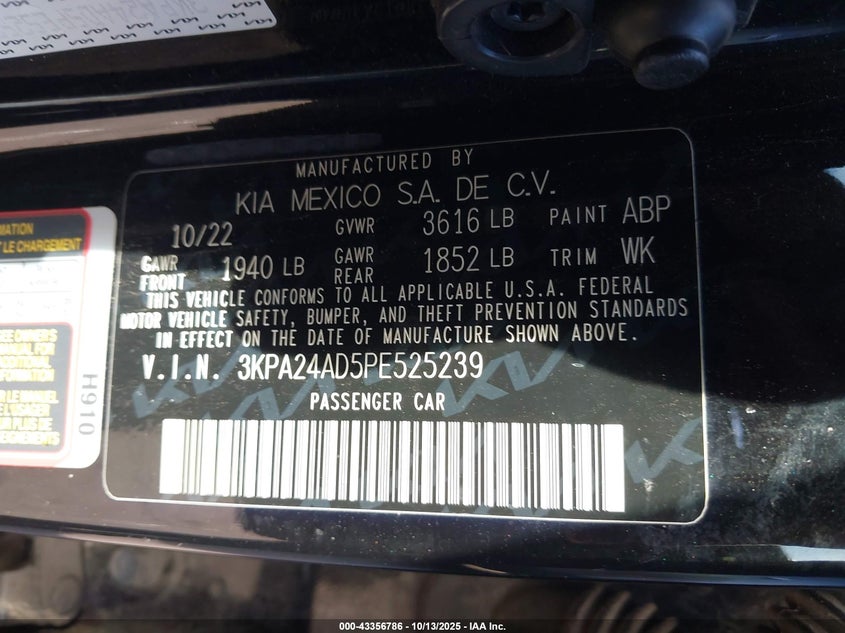 MANUFACTURED BY
KIA MEXICO S.A. DE C.V.
10/22 GVWR 3616 LB PAINT ABP
GAWR FRONT 1940 LB GAWR REAR 1852 LB TRIM WK
THIS VEHICLE CONFORMS TO ALL APPLICABLE U.S.A. FEDERAL
MOTOR VEHICLE SAFETY, BUMPER, AND THEFT PREVENTION STANDARDS
IN EFFECT ON THE DATE OF MANUFACTURE SHOWN ABOVE.
V.I.N. 3KPA24AD5PE525239
PASSENGER CAR
LE CHARGEMENT
H910
000-43356786 - 10/13/2025 - IAA Inc.